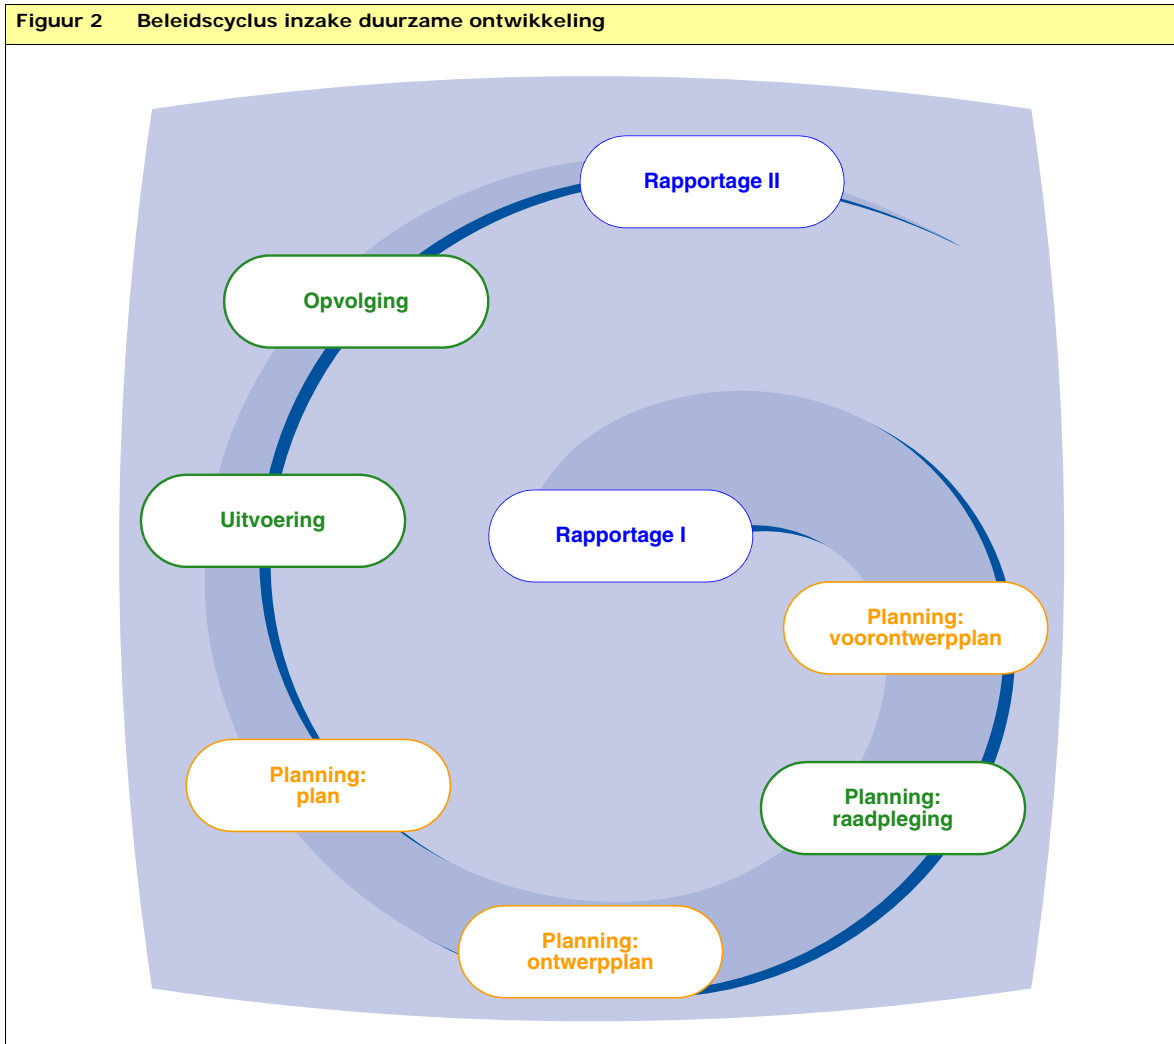 Figuur 2 Beleidscyclus inzake duurzame ontwikkeling
Rapportage II
Opvolging
Uitvoering
Rapportage I
Planning:
voorontwerpplan
Planning:
plan
Planning:
raadpleging
Planning:
ontwerpplan